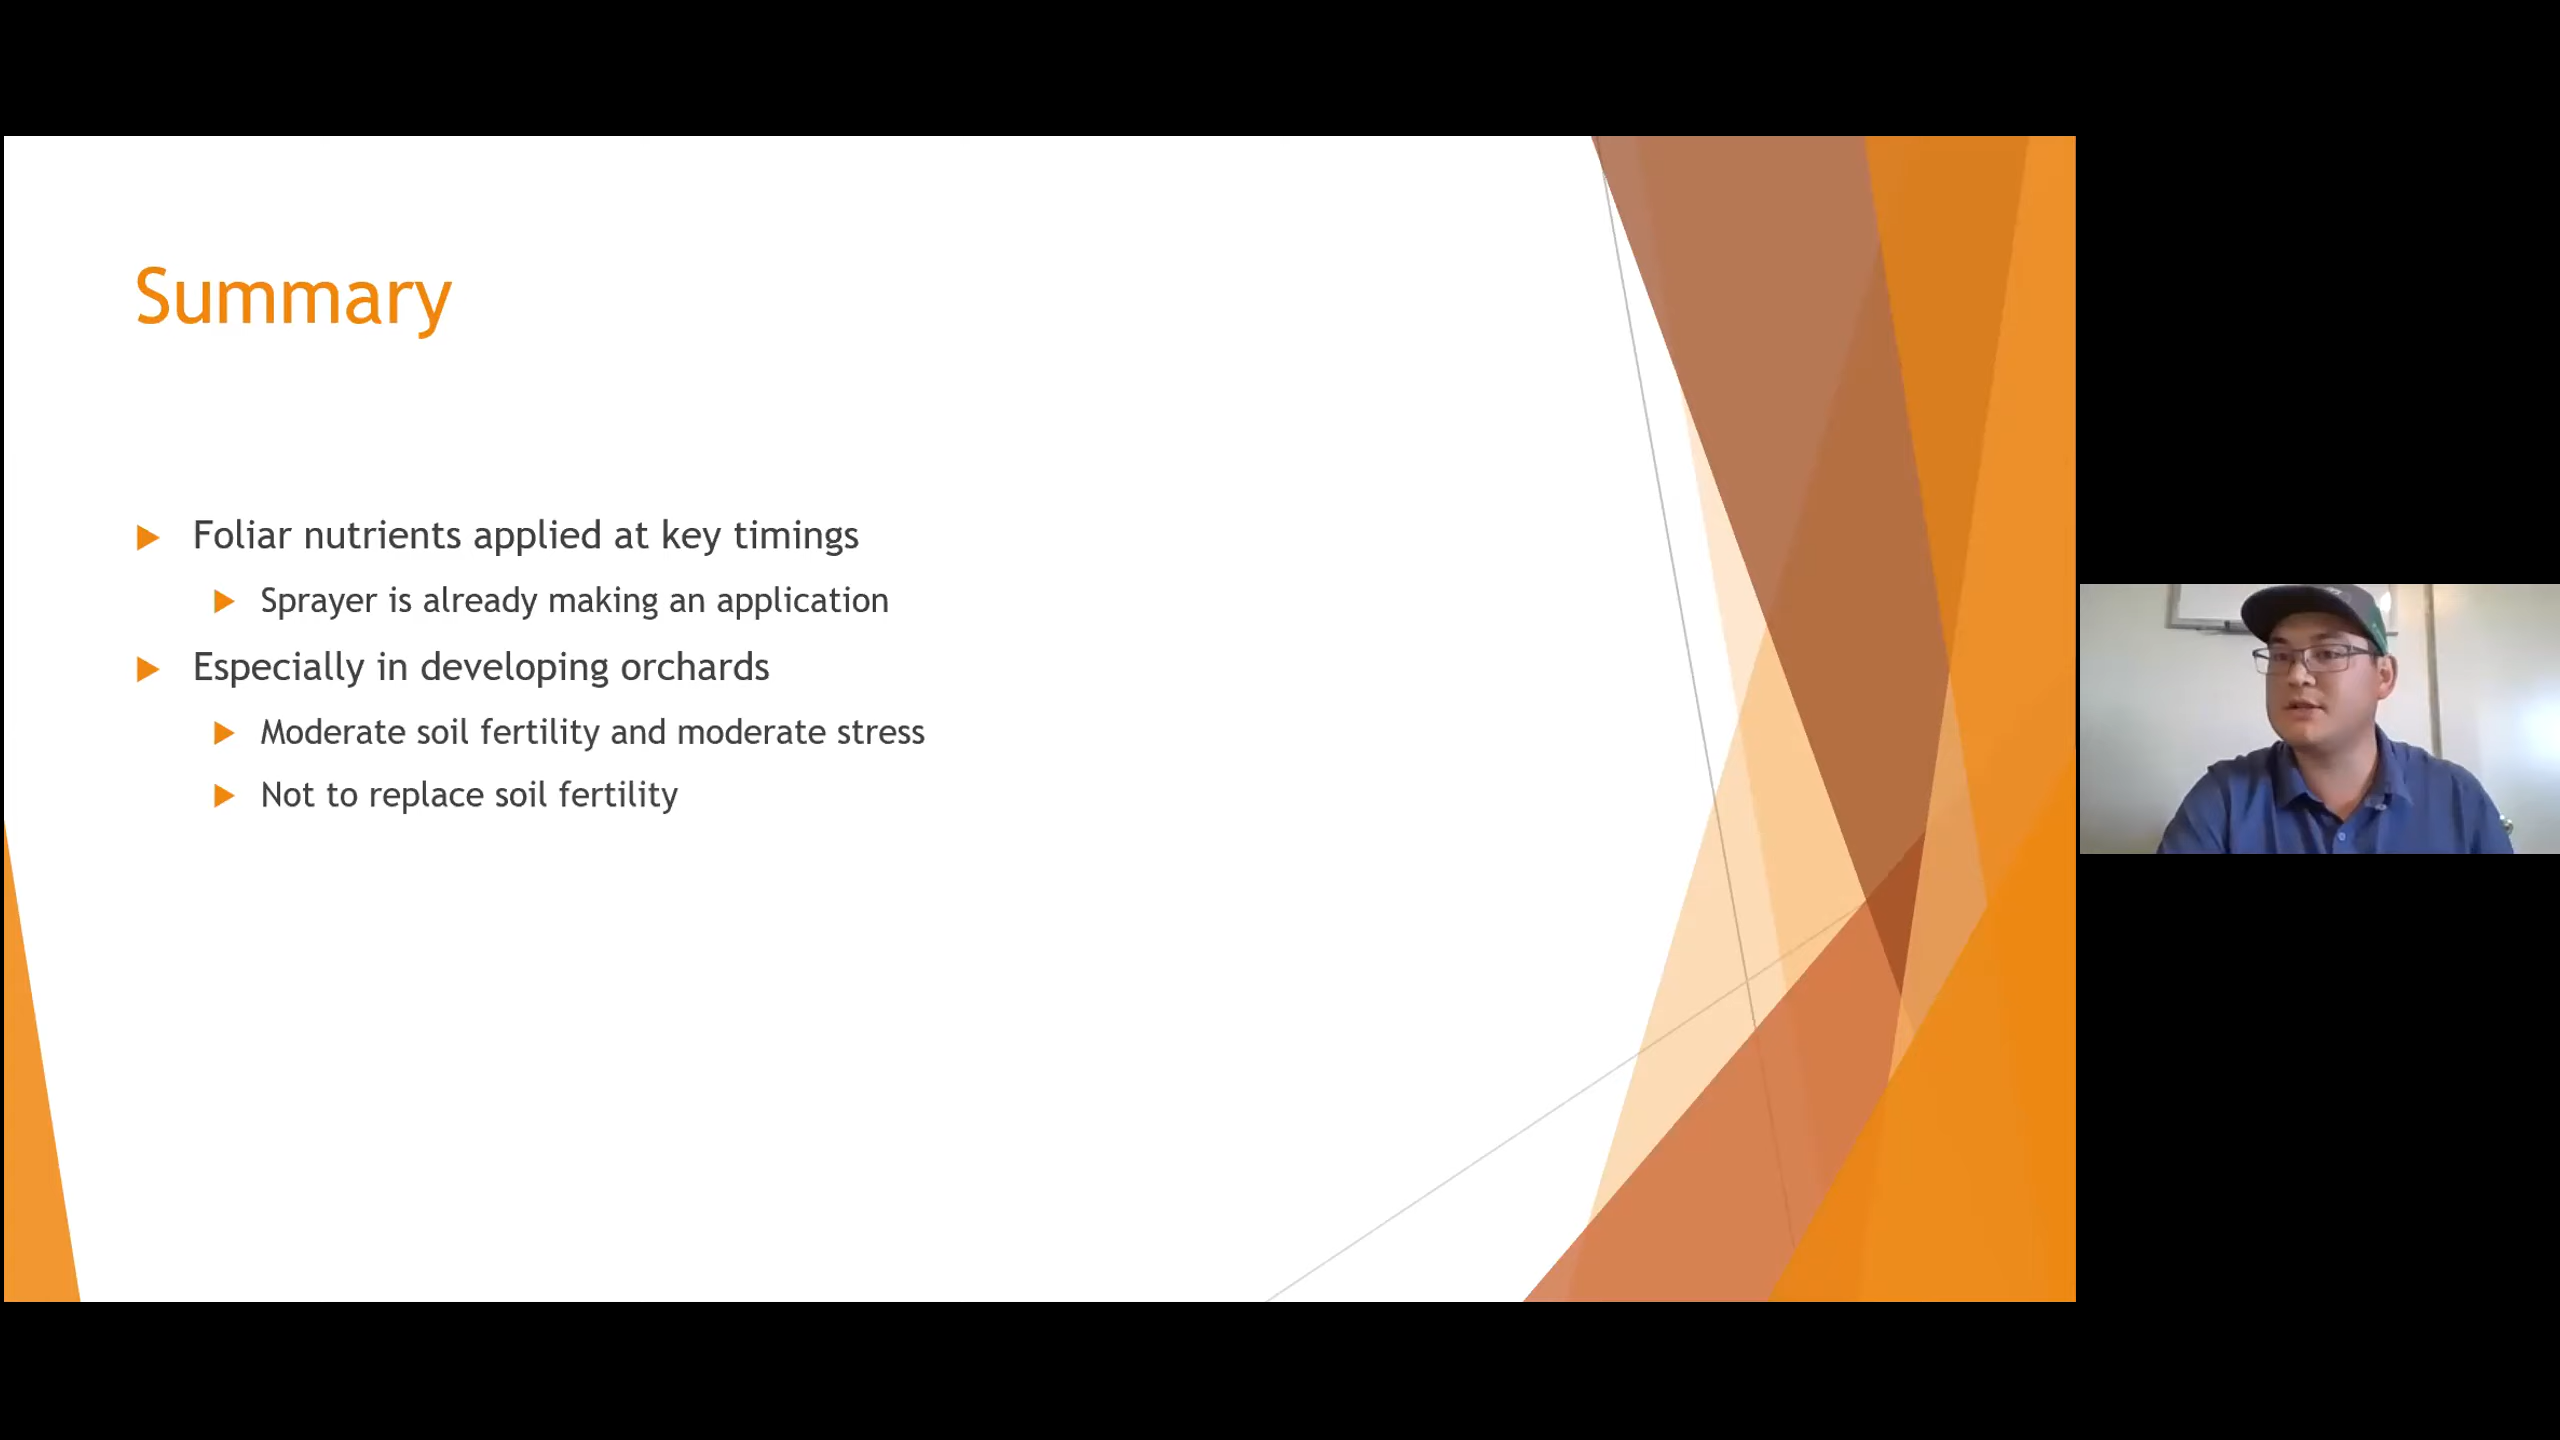 Summary
Foliar nutrients applied at key timings
Sprayer is already making an application
Especially in developing orchards
Moderate soil fertility and moderate stress
Not to replace soil fertility